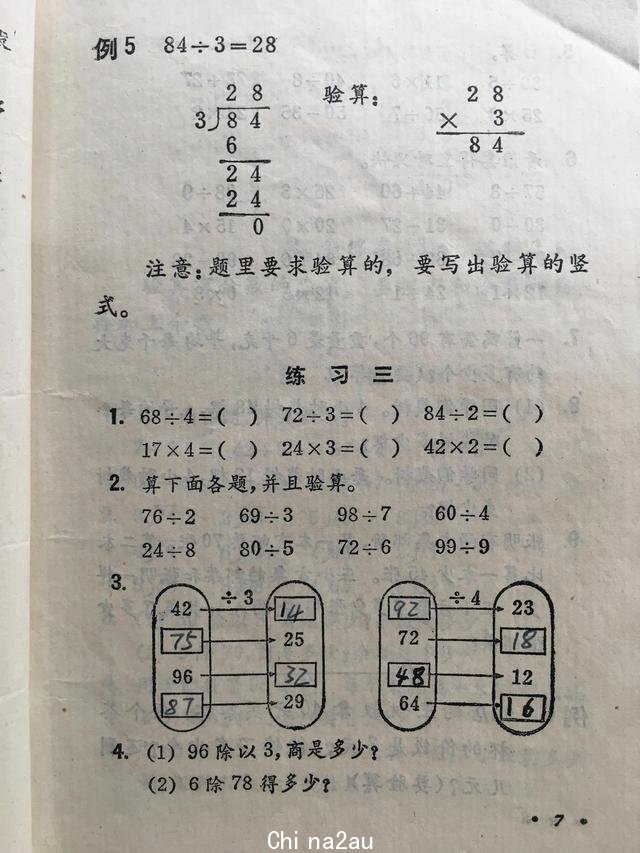 例5 84÷3=28
28
3)84
6
24
24
0
验算:
28
× 3
84
注意:题里要求验算的, 要写出验算的竖
式。
练习三
1. 68÷4=( ) 72÷3=( ) 84÷2=( )
17×4=( ) 24×3=( ) 42×2=( )
2. 算下面各题,并且验算。
76÷2 69÷3 98÷7 60÷4
24÷8 80÷5 72÷6 99÷9
3.
÷3
42 14
75 25
96 32
87 29
÷4
92 23
72 18
48 12
64 16
4. (1) 96除以3,商是多少?
(2) 6除78得多少?
• 7 •
Chi na2au